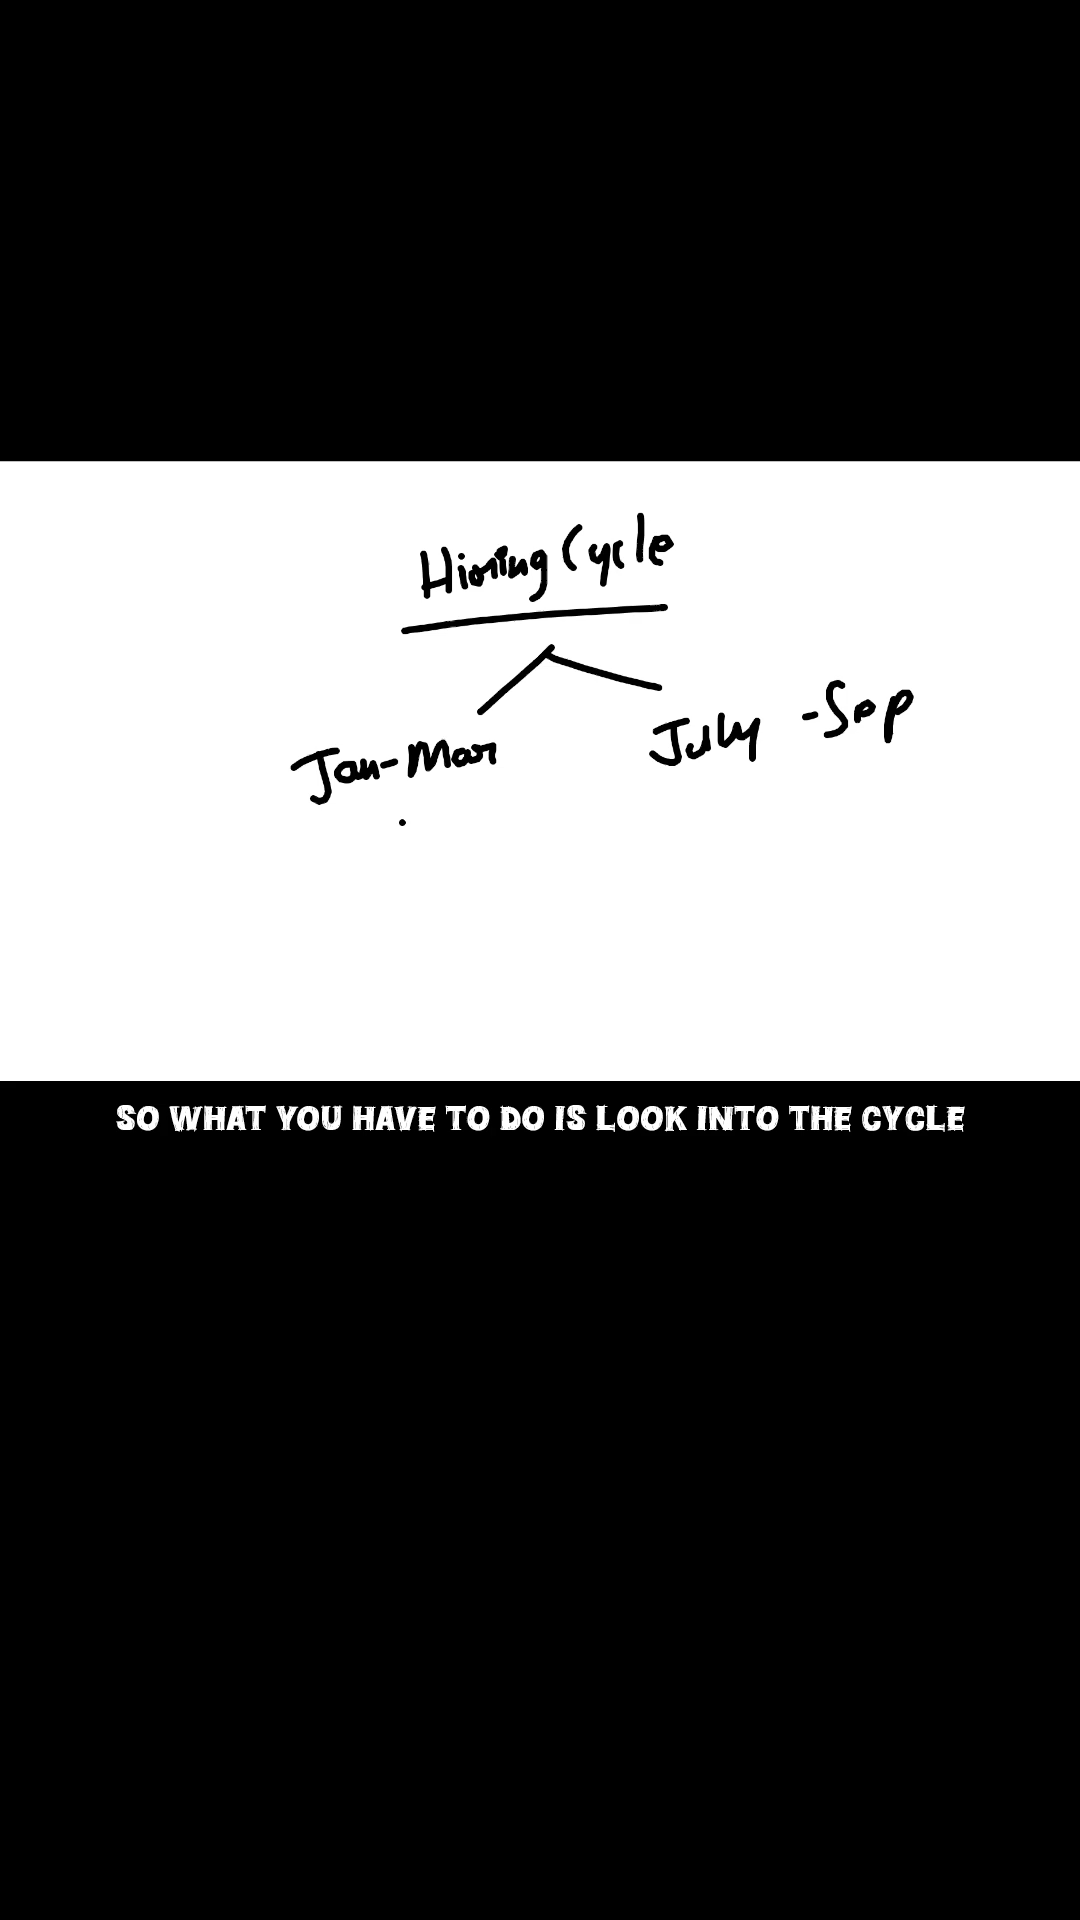 Hiring Cycle
Jan-Mar
July -Sep
SO WHAT YOU HAVE TO DO IS LOOK INTO THE CYCLE